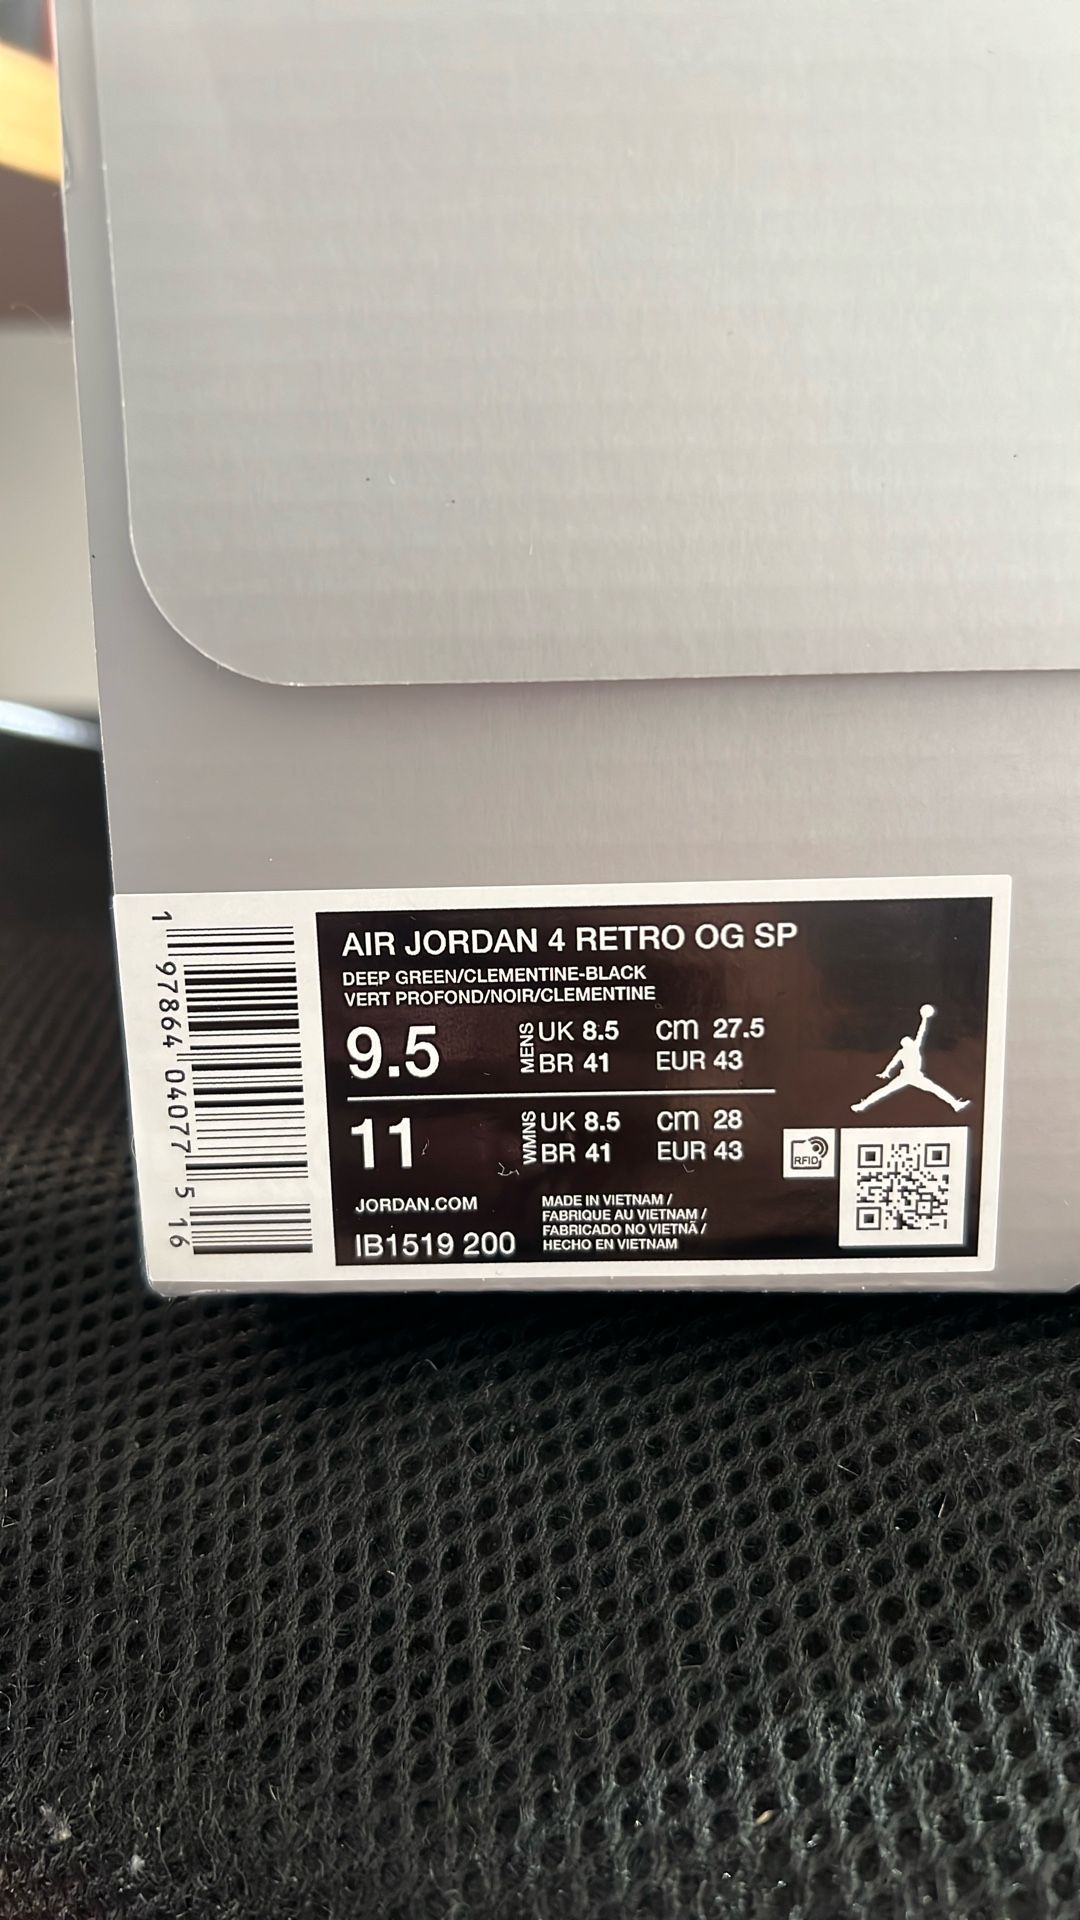 AIR JORDAN 4 RETRO OG SP
DEEP GREEN/CLEMENTINE-BLACK
VERT PROFOND/NOIR/CLEMENTINE
9.5
MENS
UK 8.5 cm 27.5
BR 41 EUR 43
11
WMNS
UK 8.5 cm 28
BR 41 EUR 43
RFID
JORDAN.COM
IB1519 200
MADE IN VIETNAM /
FABRIQUE AU VIETNAM /
FABRICADO NO VIETNÃ /
HECHO EN VIETNAM
1 97864 04077 5 16